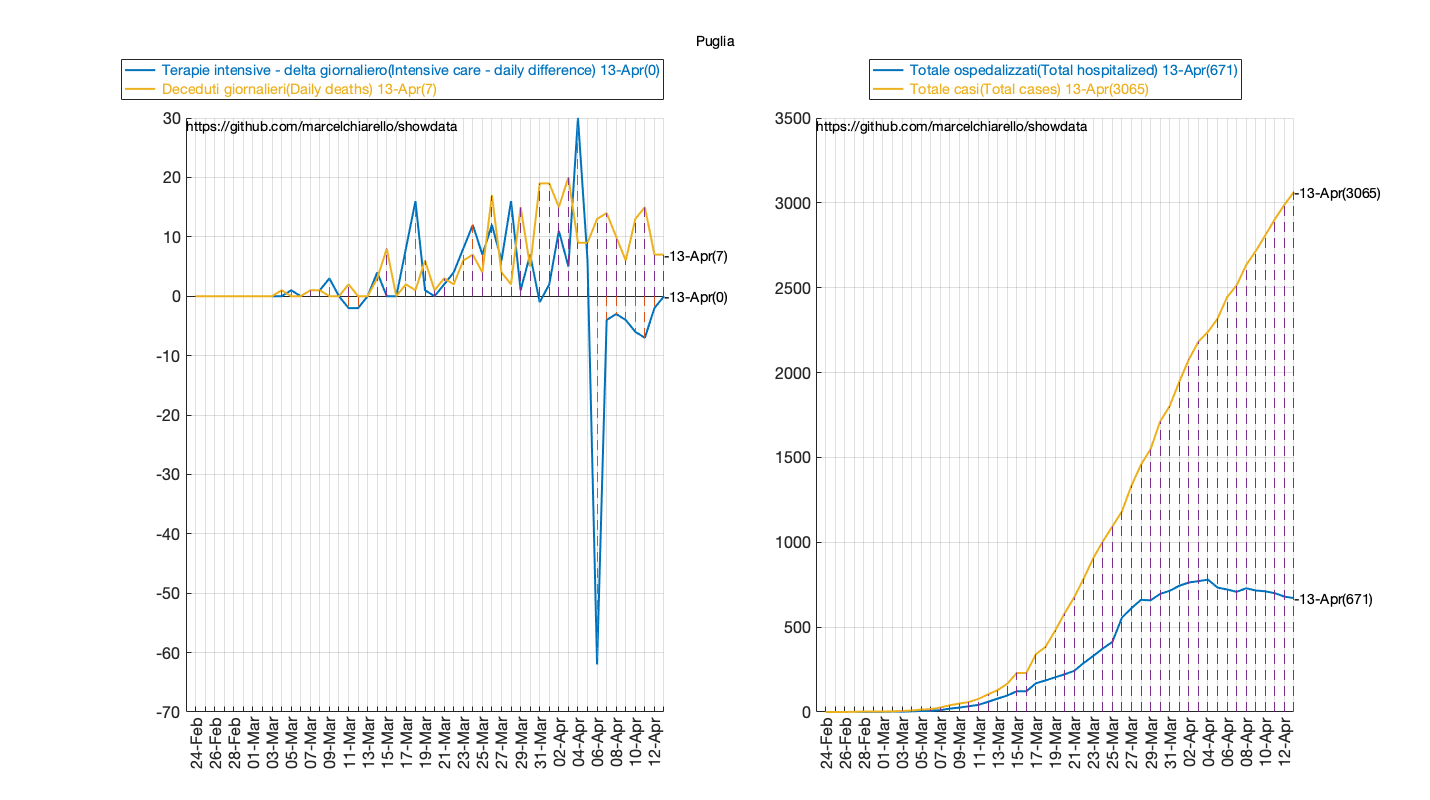 Puglia
Terapie intensive - delta giornaliero(Intensive care - daily difference) 13-Apr(0)
Deceduti giornalieri(Daily deaths) 13-Apr(7)
https://github.com/marcelchiarello/showdata
30
20
10
0
-10
-20
-30
-40
-50
-60
-70
-13-Apr(7)
-13-Apr(0)
24-Feb
26-Feb
28-Feb
01-Mar
03-Mar
05-Mar
07-Mar
09-Mar
11-Mar
13-Mar
15-Mar
17-Mar
19-Mar
21-Mar
23-Mar
25-Mar
27-Mar
29-Mar
31-Mar
02-Apr
04-Apr
06-Apr
08-Apr
10-Apr
12-Apr
Totale ospedalizzati(Total hospitalized) 13-Apr(671)
Totale casi(Total cases) 13-Apr(3065)
https://github.com/marcelchiarello/showdata
3500
3000
2500
2000
1500
1000
500
0
-13-Apr(3065)
-13-Apr(671)
24-Feb
26-Feb
28-Feb
01-Mar
03-Mar
05-Mar
07-Mar
09-Mar
11-Mar
13-Mar
15-Mar
17-Mar
19-Mar
21-Mar
23-Mar
25-Mar
27-Mar
29-Mar
31-Mar
02-Apr
04-Apr
06-Apr
08-Apr
10-Apr
12-Apr